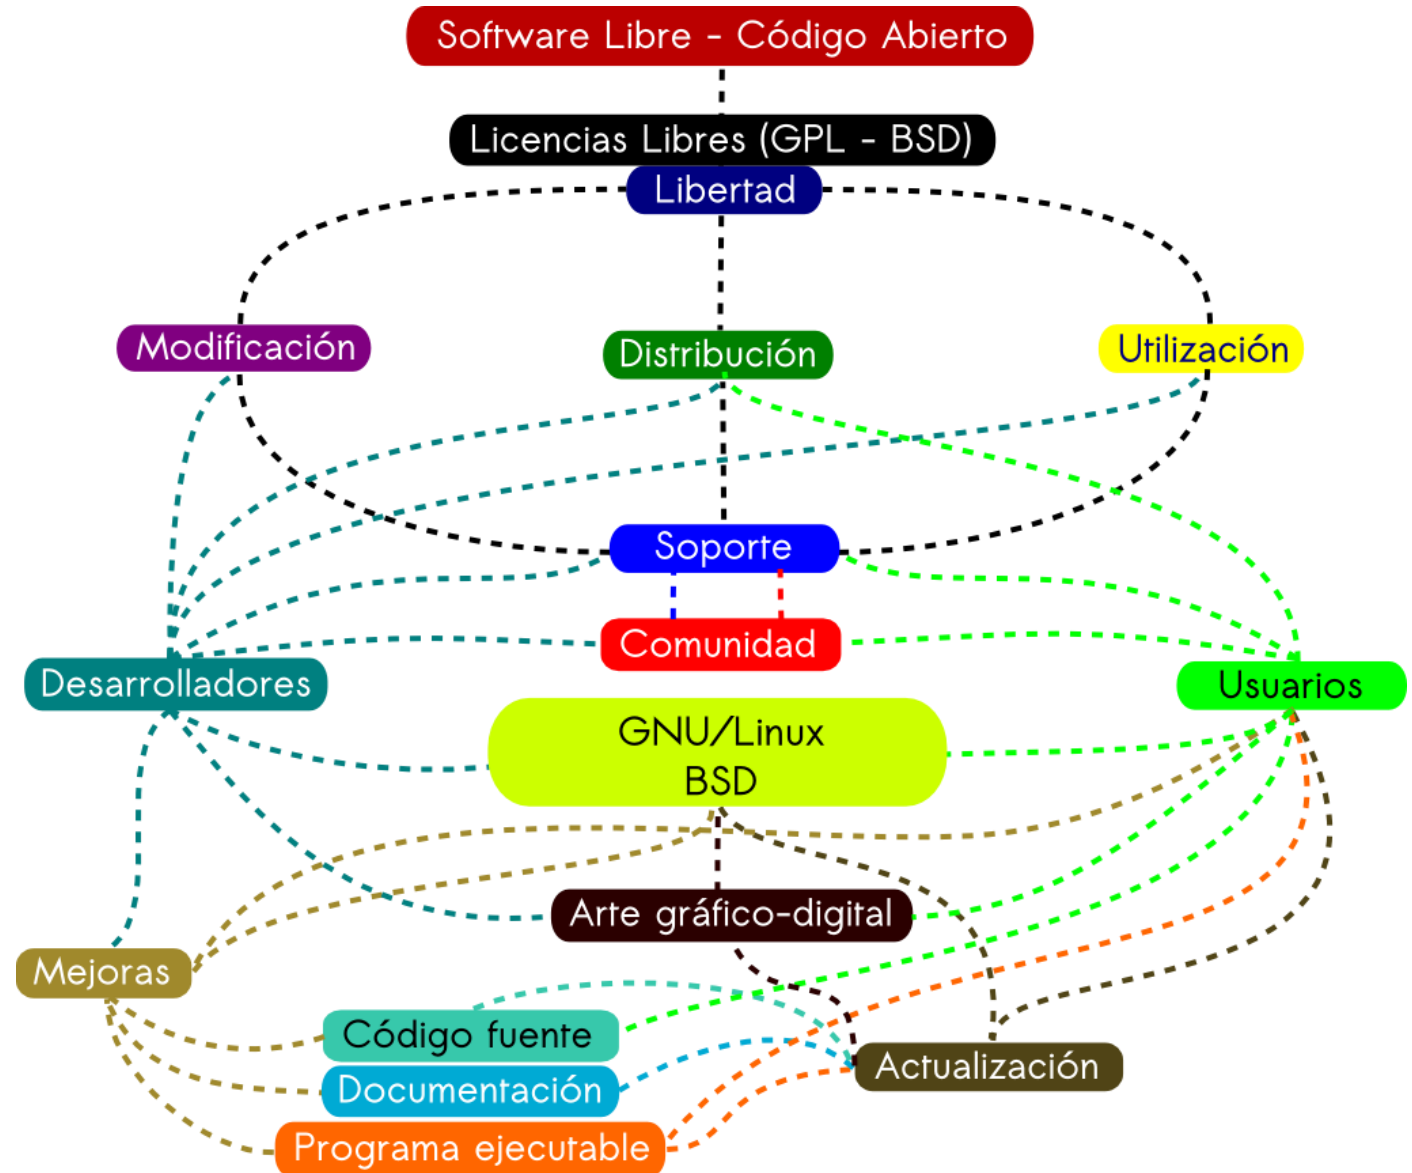 Software Libre - Código Abierto
Licencias Libres (GPL - BSD)
Libertad
Modificación
Distribución
Utilización
Soporte
Comunidad
Desarrolladores
Usuarios
GNU/Linux
BSD
Arte gráfico-digital
Mejoras
Código fuente
Actualización
Documentación
Programa ejecutable